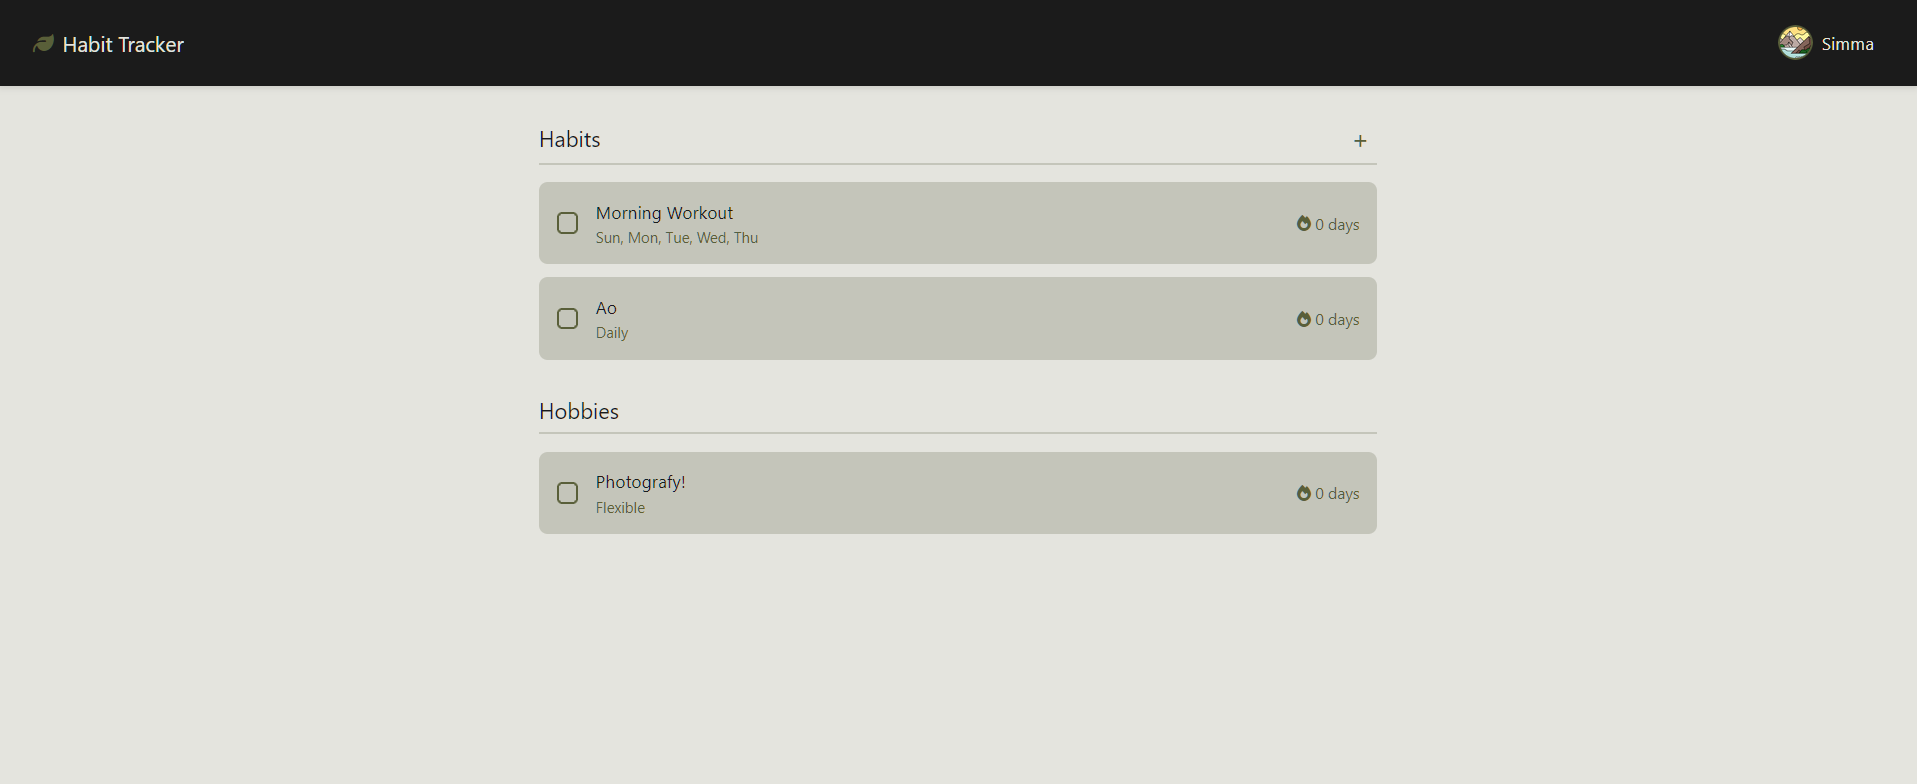 Habit Tracker
Simma
Habits
+
Morning Workout
Sun, Mon, Tue, Wed, Thu
0 days
Ao
Daily
0 days
Hobbies
Photografy!
Flexible
0 days